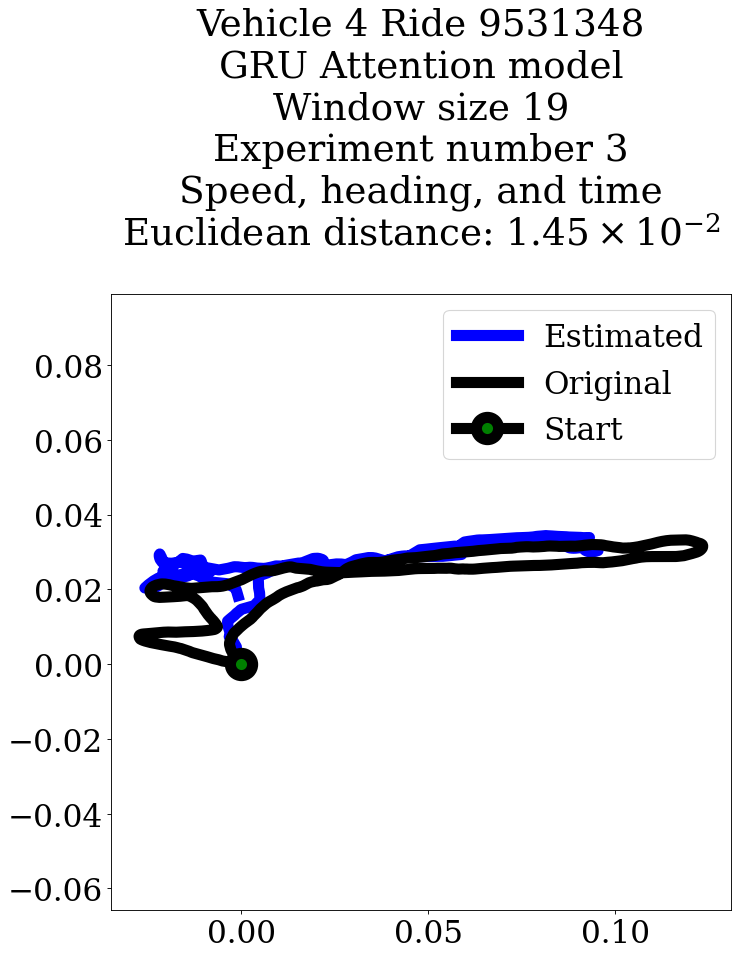 Vehicle 4 Ride 9531348
GRU Attention model
Window size 19
Experiment number 3
Speed, heading, and time
Euclidean distance: 1.45 × 10⁻²
Estimated
Original
Start
0.08
0.06
0.04
0.02
0.00
−0.02
−0.04
−0.06
0.00 0.05 0.10